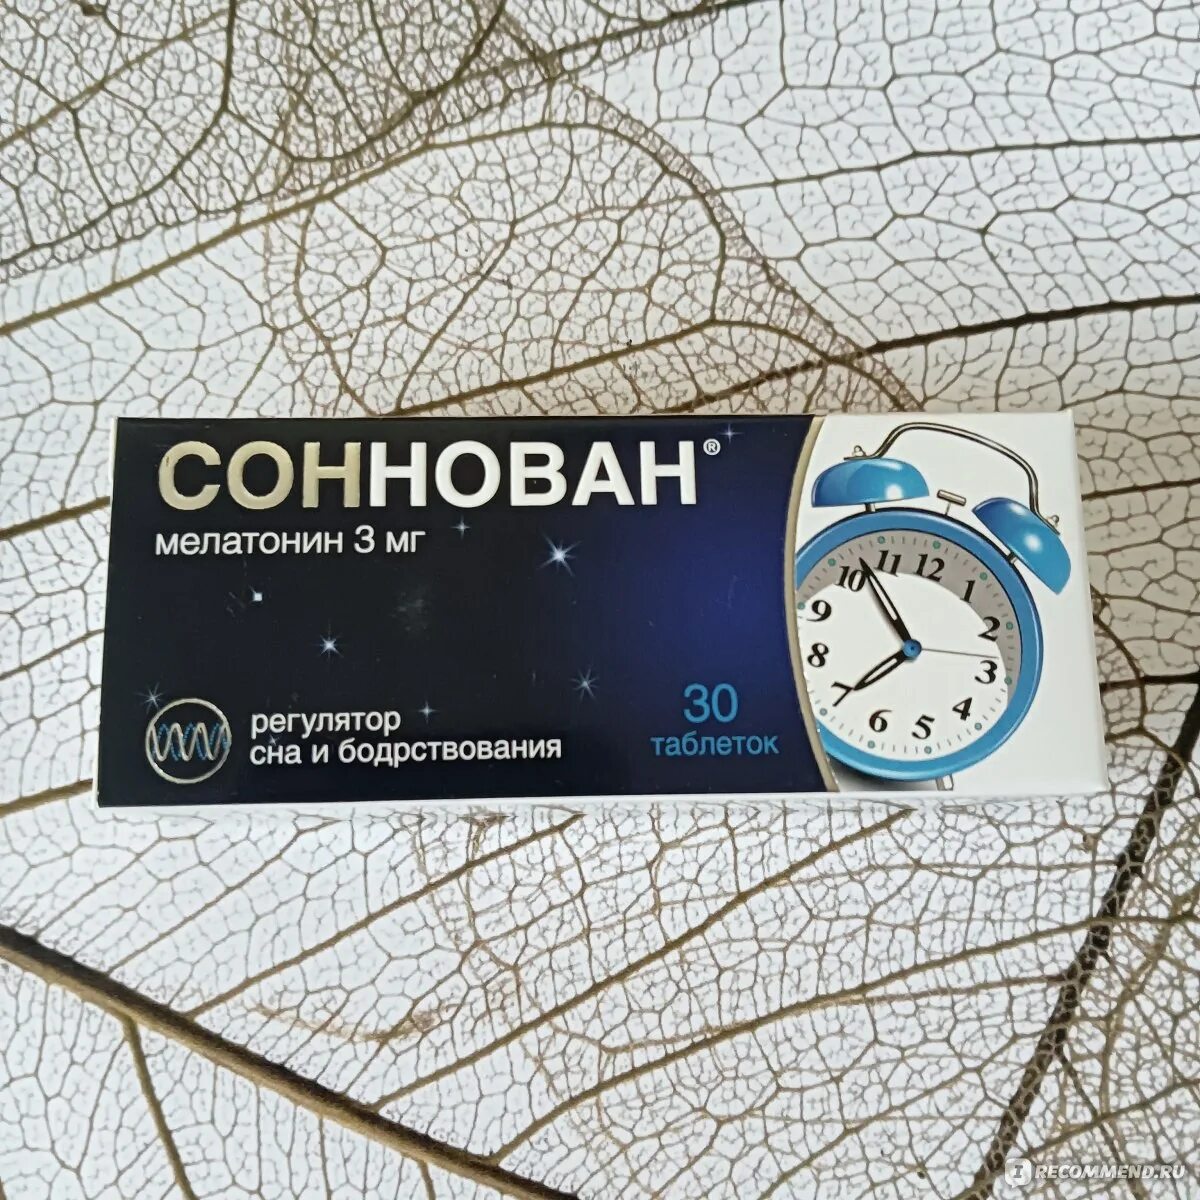 СОННОВАН®
мелатонин 3 мг
регулятор
сна и бодрствования
30
таблеток
11 12 1
10 2
9 3
8 4
7 6 5
IRECOMMEND.RU